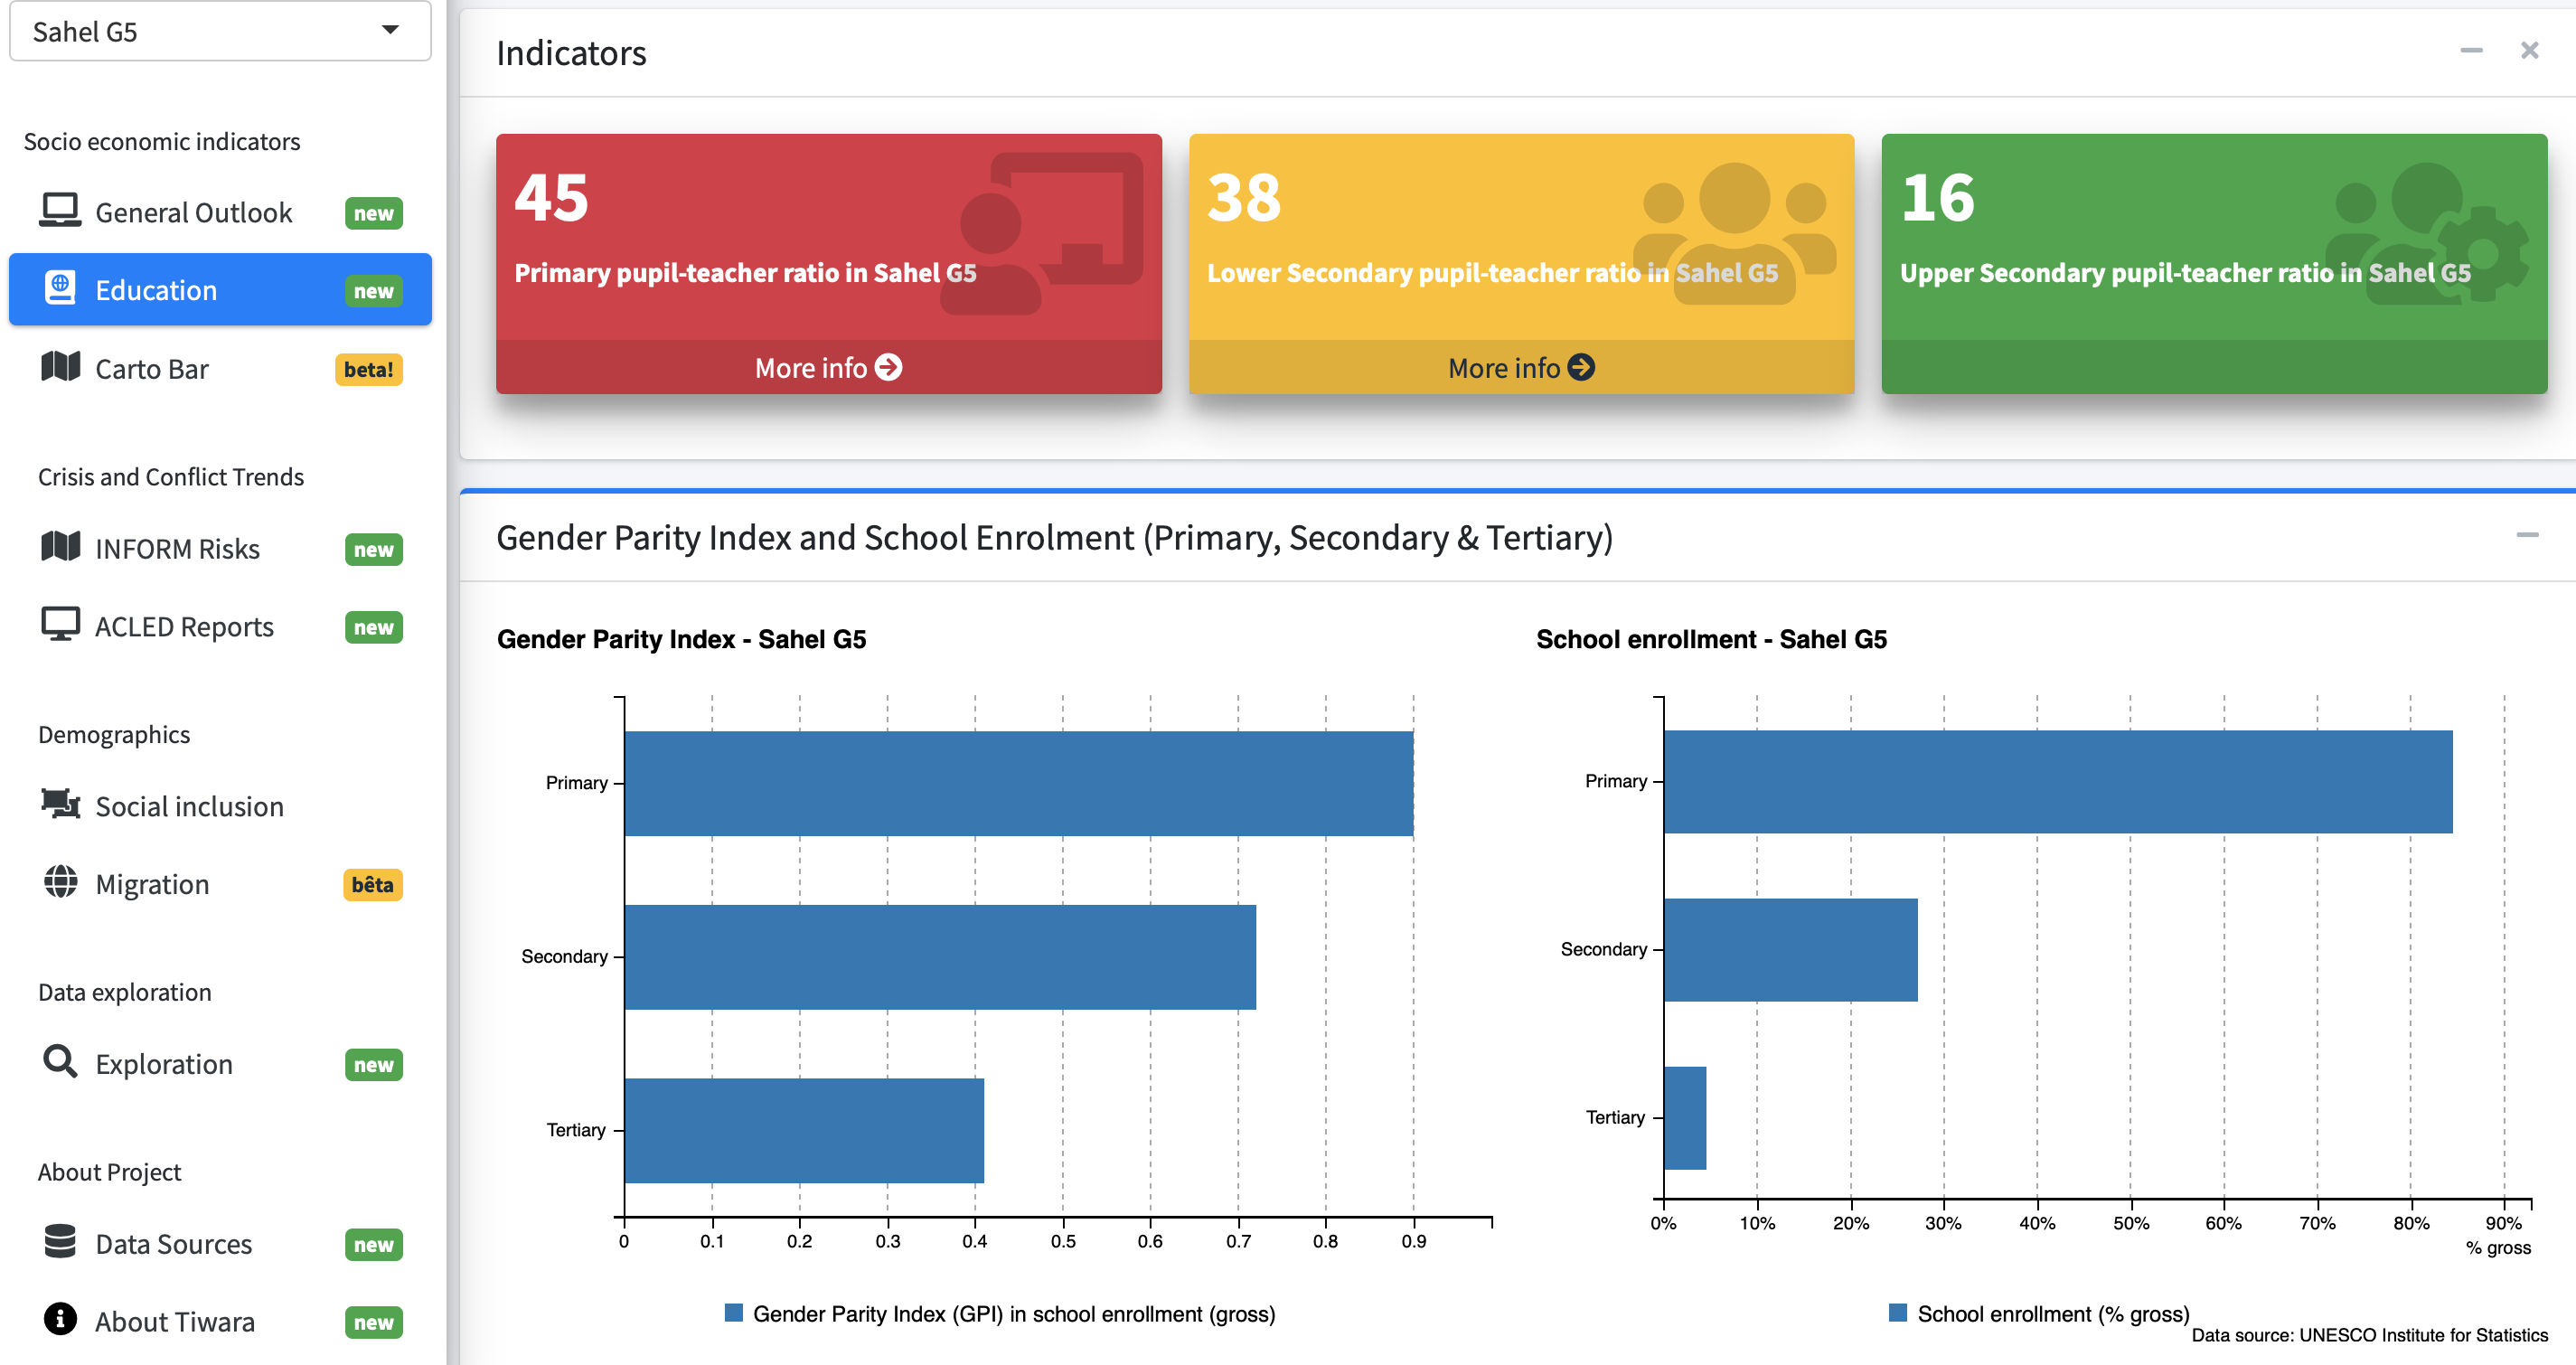 Sahel G5
Socio economic indicators
General Outlook new
Education new
Carto Bar beta!
Crisis and Conflict Trends
INFORM Risks new
ACLED Reports new
Demographics
Social inclusion
Migration bêta
Data exploration
Exploration new
About Project
Data Sources new
About Tiwara new
Indicators
45
Primary pupil-teacher ratio in Sahel G5
More info
38
Lower Secondary pupil-teacher ratio in Sahel G5
More info
16
Upper Secondary pupil-teacher ratio in Sahel G5
Gender Parity Index and School Enrolment (Primary, Secondary & Tertiary)
Gender Parity Index - Sahel G5
Primary
Secondary
Tertiary
0 0.1 0.2 0.3 0.4 0.5 0.6 0.7 0.8 0.9
Gender Parity Index (GPI) in school enrollment (gross)
School enrollment - Sahel G5
Primary
Secondary
Tertiary
0% 10% 20% 30% 40% 50% 60% 70% 80% 90%
% gross
School enrollment (% gross)
Data source: UNESCO Institute for Statistics